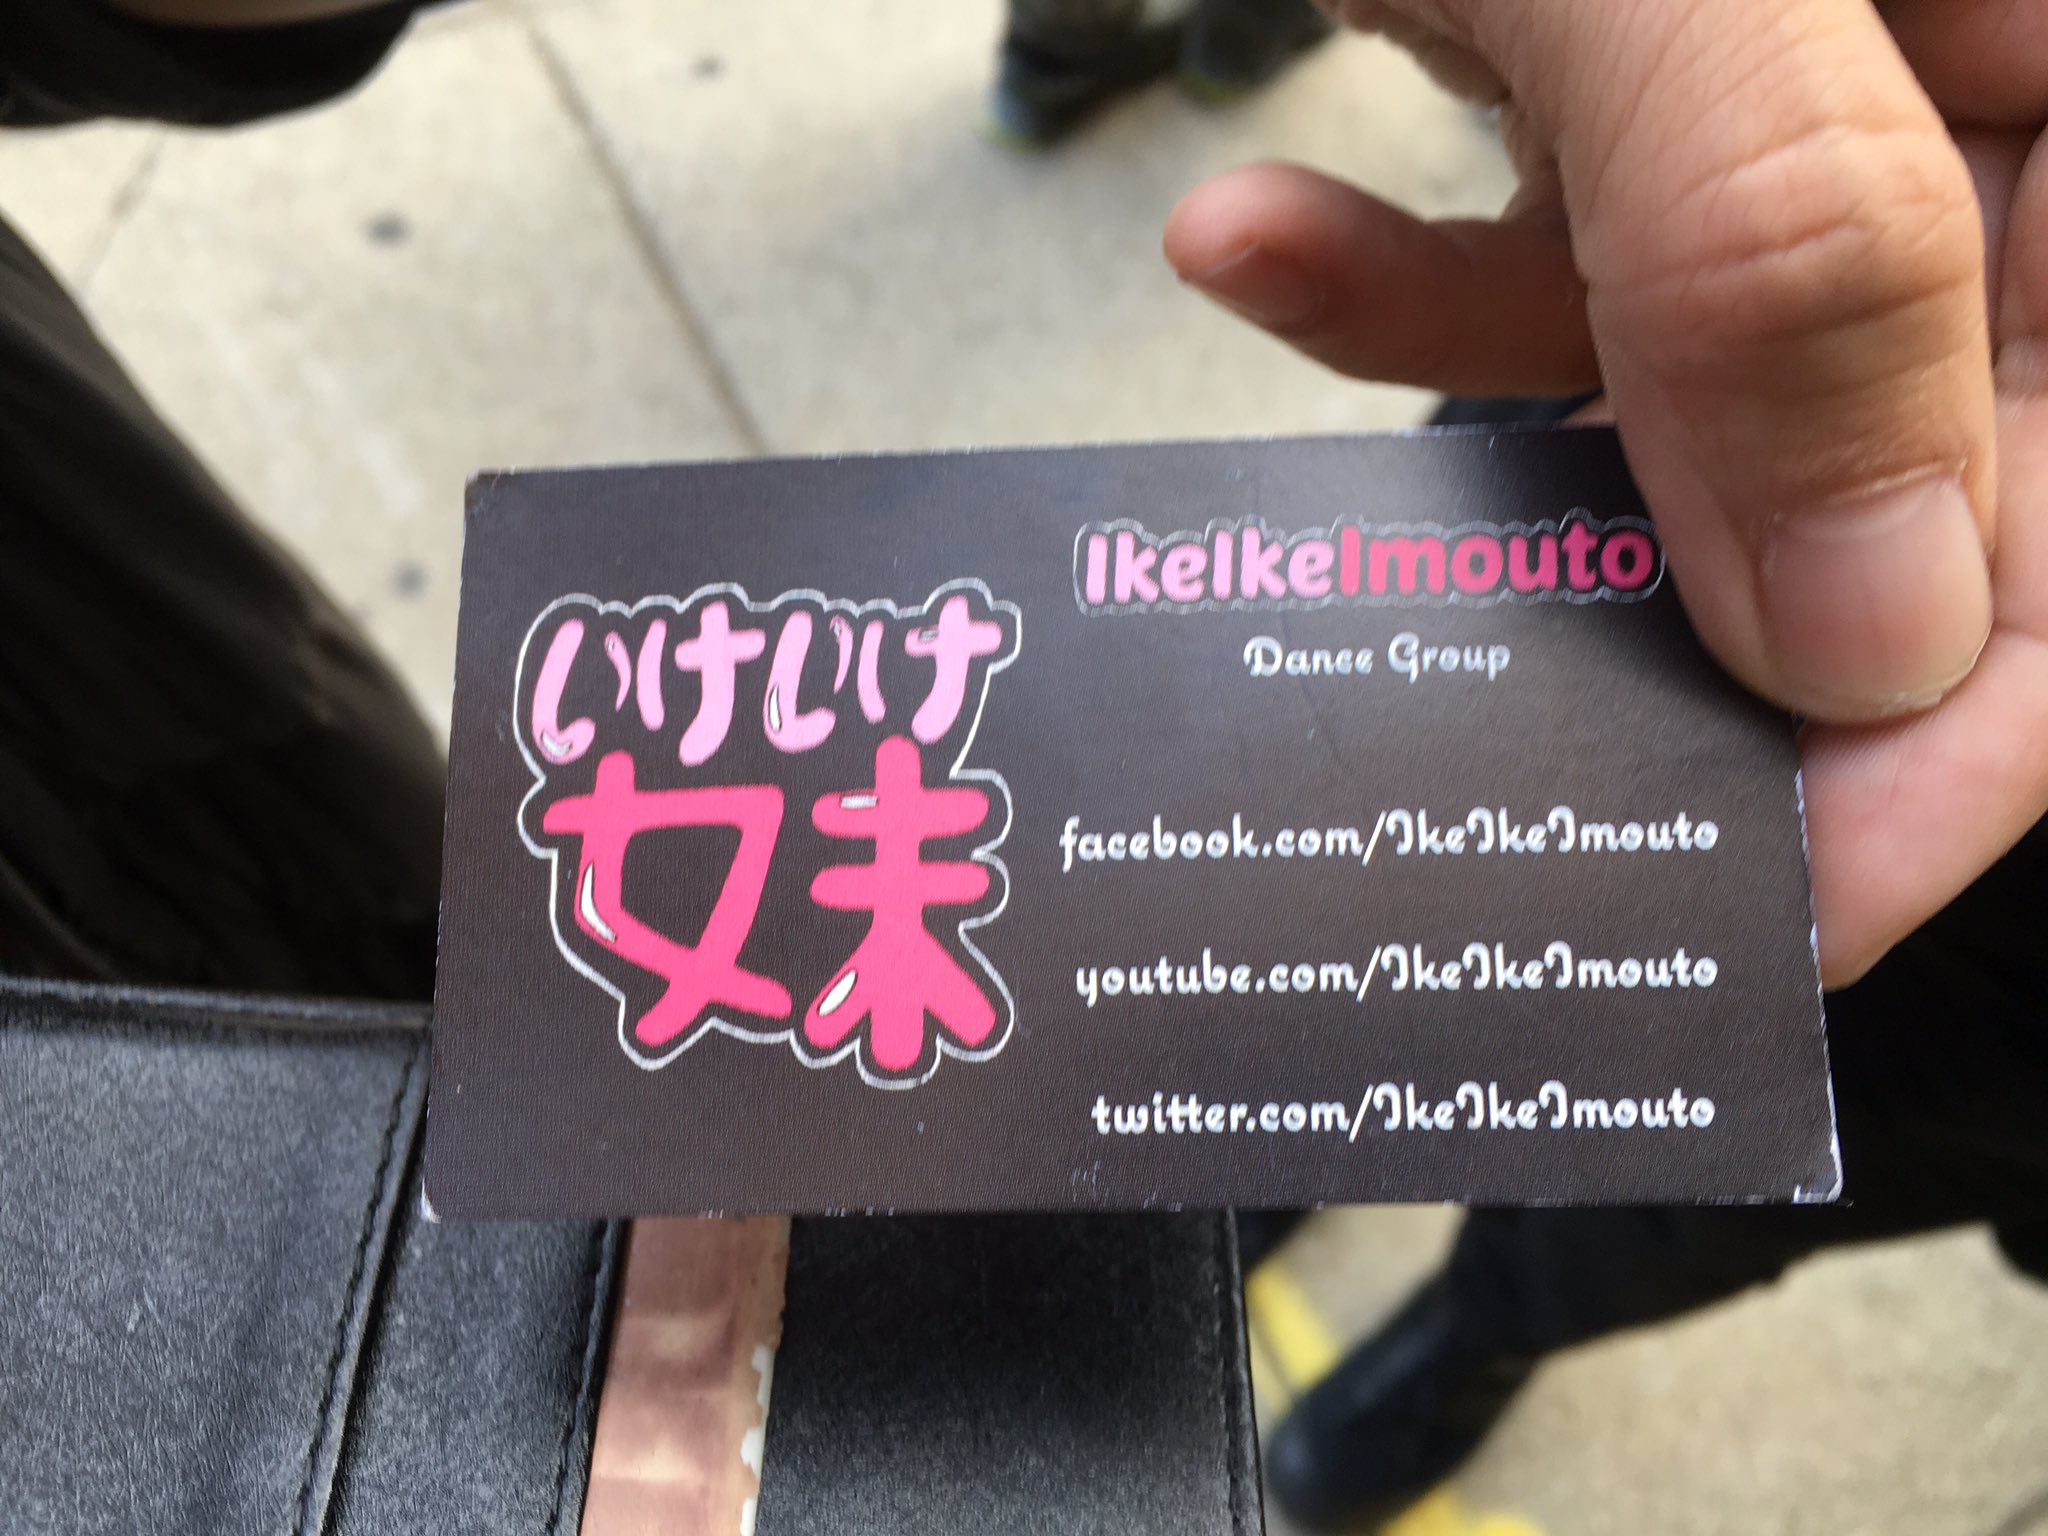 いけいけ
妹
IkeIkeImouto
Dance Group
facebook.com/IkeIkeImouto
youtube.com/IkeIkeImouto
twitter.com/IkeIkeImouto